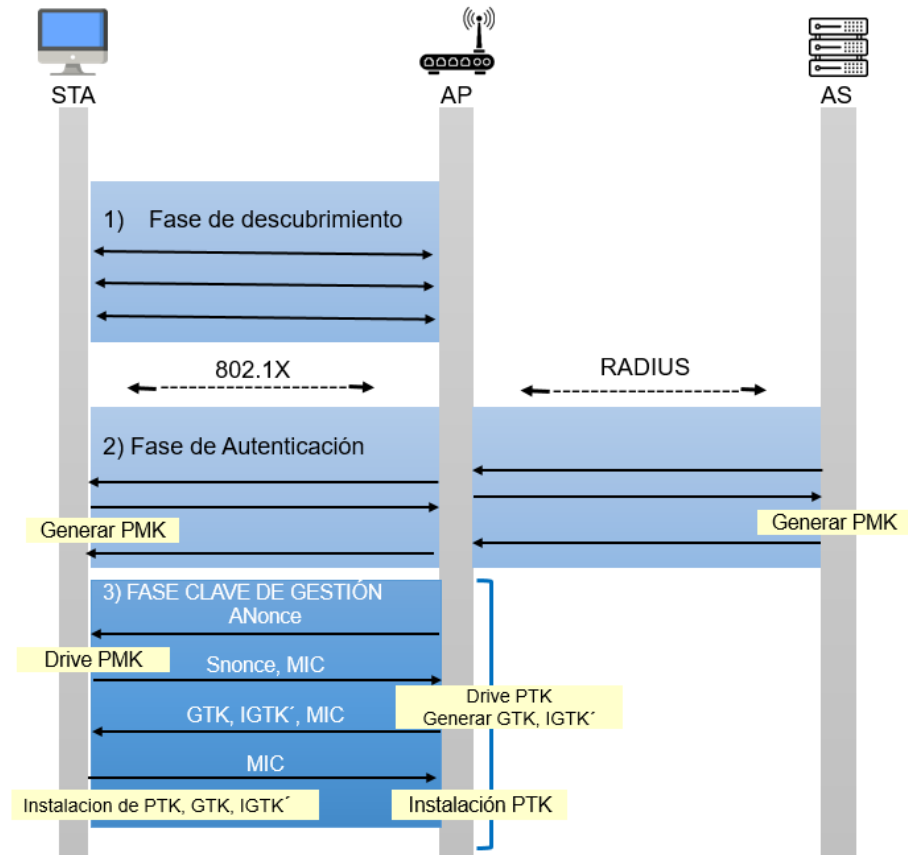 STA
AP
AS
1) Fase de descubrimiento
802.1X
RADIUS
2) Fase de Autenticación
Generar PMK
Generar PMK
3) FASE CLAVE DE GESTIÓN
ANonce
Drive PMK
Snonce, MIC
Drive PTK
Generar GTK, IGTK´
GTK, IGTK´, MIC
MIC
Instalacion de PTK, GTK, IGTK´
Instalación PTK